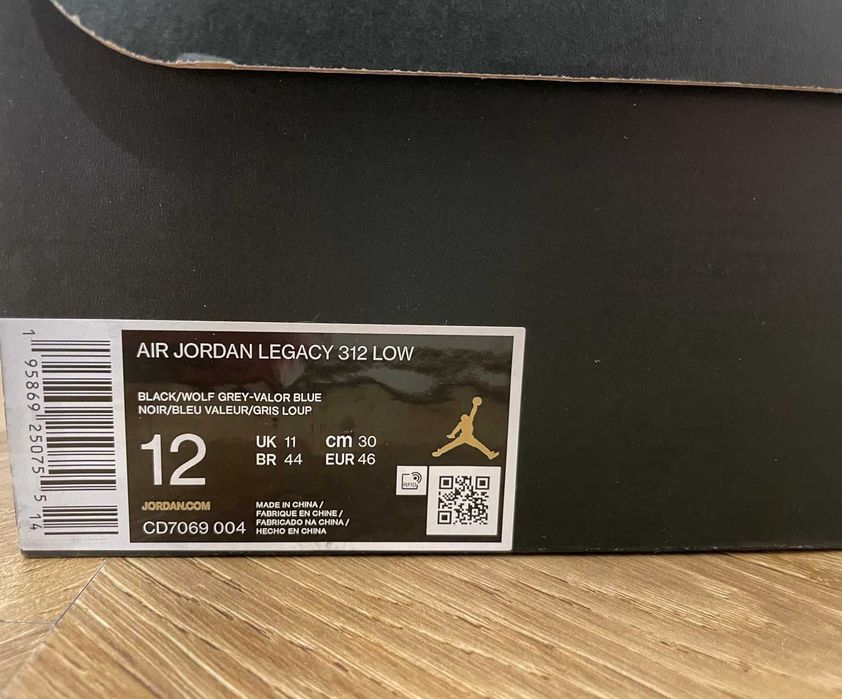 1 95869 25075 5 14
AIR JORDAN LEGACY 312 LOW
BLACK/WOLF GREY-VALOR BLUE
NOIR/BLEU VALEUR/GRIS LOUP
12
UK 11 cm 30
BR 44 EUR 46
RFID
JORDAN.COM
CD7069 004
MADE IN CHINA /
FABRIQUE EN CHINE /
FABRICADO NA CHINA /
HECHO EN CHINA